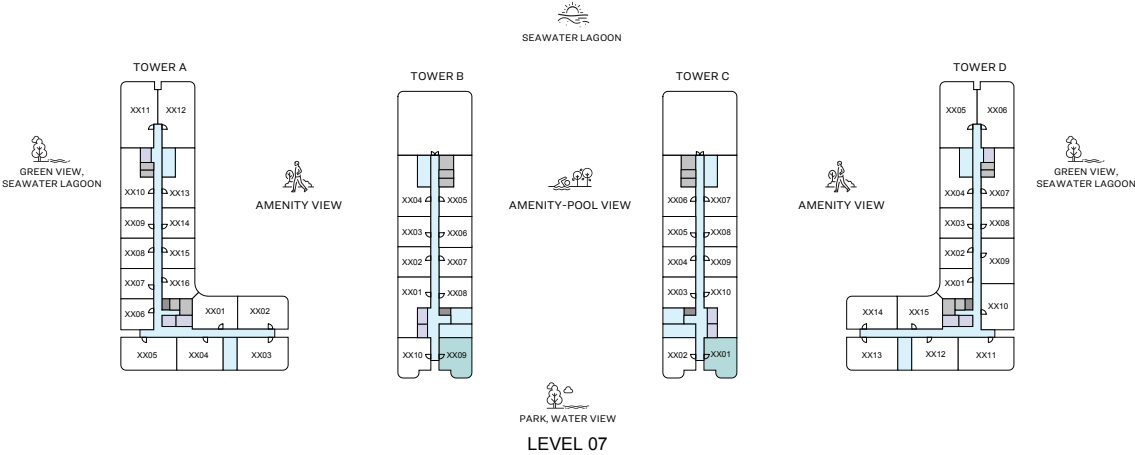 SEAWATER LAGOON
TOWER A
TOWER B
TOWER C
TOWER D
XX11 XX12
XX10 XX13
XX09 XX14
XX08 XX15
XX07 XX16
XX06 XX01 XX02
XX05 XX04 XX03
XX04 XX05
XX03 XX06
XX02 XX07
XX01 XX08
XX10 XX09
XX06 XX07
XX05 XX08
XX04 XX09
XX03 XX10
XX02 XX01
XX05 XX06
XX04 XX07
XX03 XX08
XX02 XX09
XX01 XX10
XX14 XX15
XX13 XX12 XX11
GREEN VIEW,
SEAWATER LAGOON
AMENITY VIEW
AMENITY-POOL VIEW
AMENITY VIEW
GREEN VIEW,
SEAWATER LAGOON
PARK, WATER VIEW
LEVEL 07